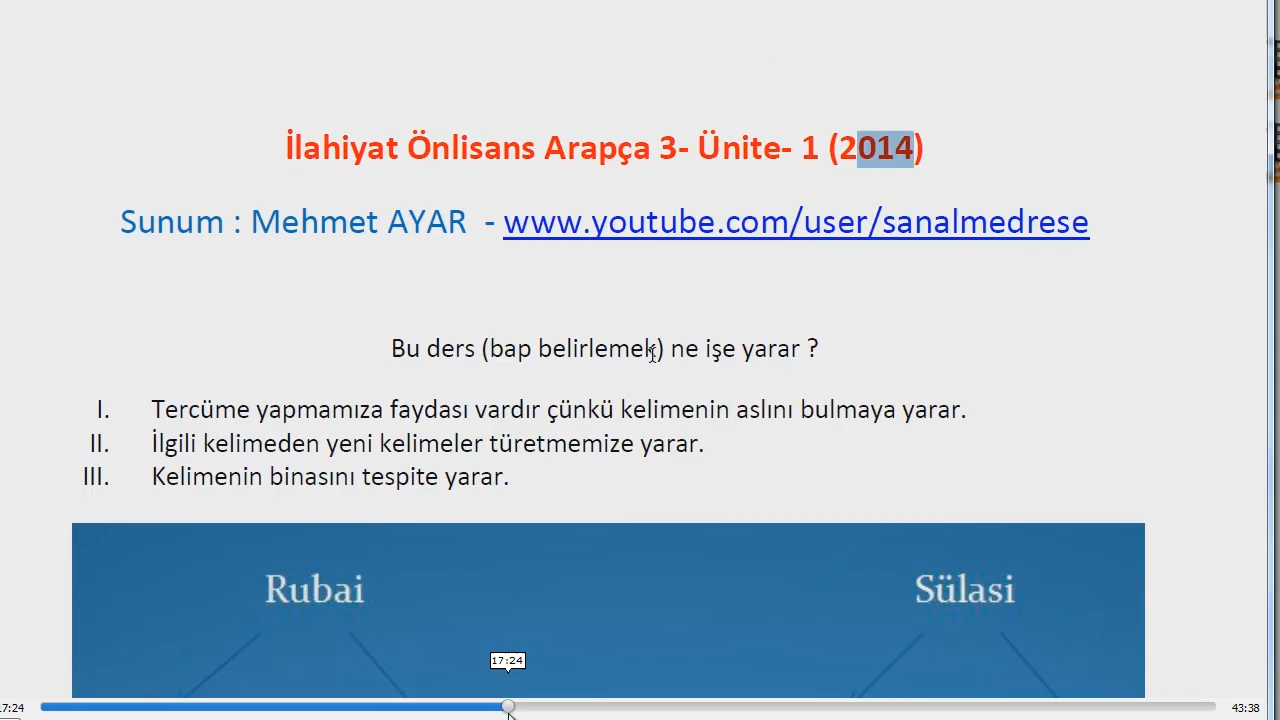 İlahiyat Önlisans Arapça 3- Ünite- 1 (2014)
Sunum : Mehmet AYAR - www.youtube.com/user/sanalmedrese
Bu ders (bap belirlemek) ne işe yarar ?
I. Tercüme yapmamıza faydası vardır çünkü kelimenin aslını bulmaya yarar.
II. İlgili kelimeden yeni kelimeler türetmemize yarar.
III. Kelimenin binasını tespite yarar.
Rubai Sülasi
17:24
17:24 43:38